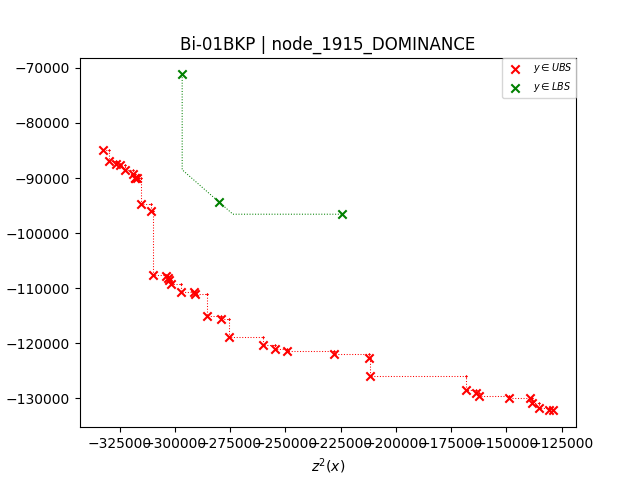 Bi-01BKP | node_1915_DOMINANCE
y ∈ UBS
y ∈ LBS
−70000
−80000
−90000
−100000
−110000
−120000
−130000
−325000 −300000 −275000 −250000 −225000 −200000 −175000 −150000 −125000
z²(x)